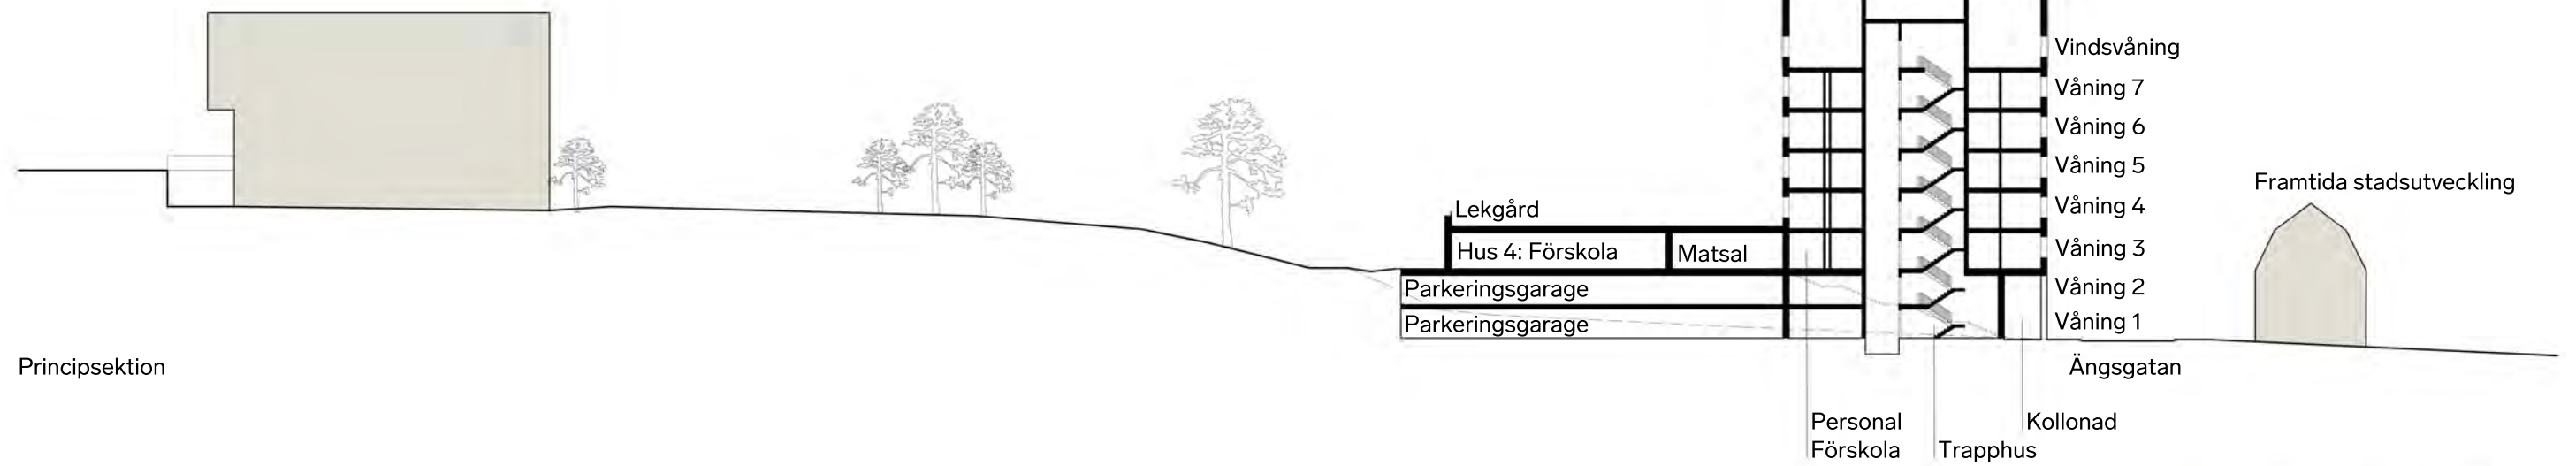 Vindsvåning
Våning 7
Våning 6
Våning 5
Framtida stadsutveckling
Våning 4
Lekgård
Våning 3
Hus 4: Förskola
Matsal
Våning 2
Parkeringsgarage
Våning 1
Parkeringsgarage
Principsektion
Ängsgatan
Personal
Förskola
Kollonad
Trapphus